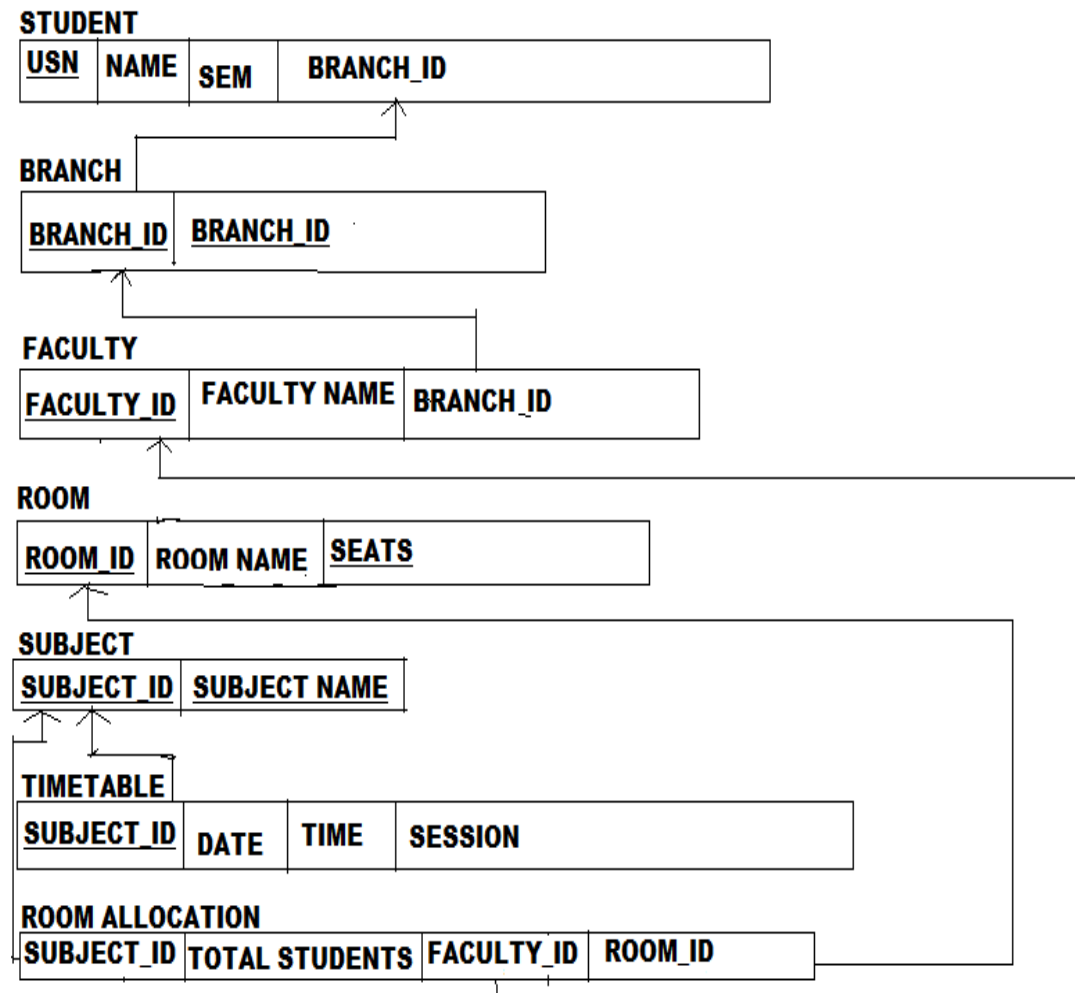 STUDENT
USN NAME SEM BRANCH_ID
BRANCH
BRANCH_ID BRANCH_ID
FACULTY
FACULTY_ID FACULTY NAME BRANCH_ID
ROOM
ROOM_ID ROOM NAME SEATS
SUBJECT
SUBJECT_ID SUBJECT NAME
TIMETABLE
SUBJECT_ID DATE TIME SESSION
ROOM ALLOCATION
SUBJECT_ID TOTAL STUDENTS FACULTY_ID ROOM_ID